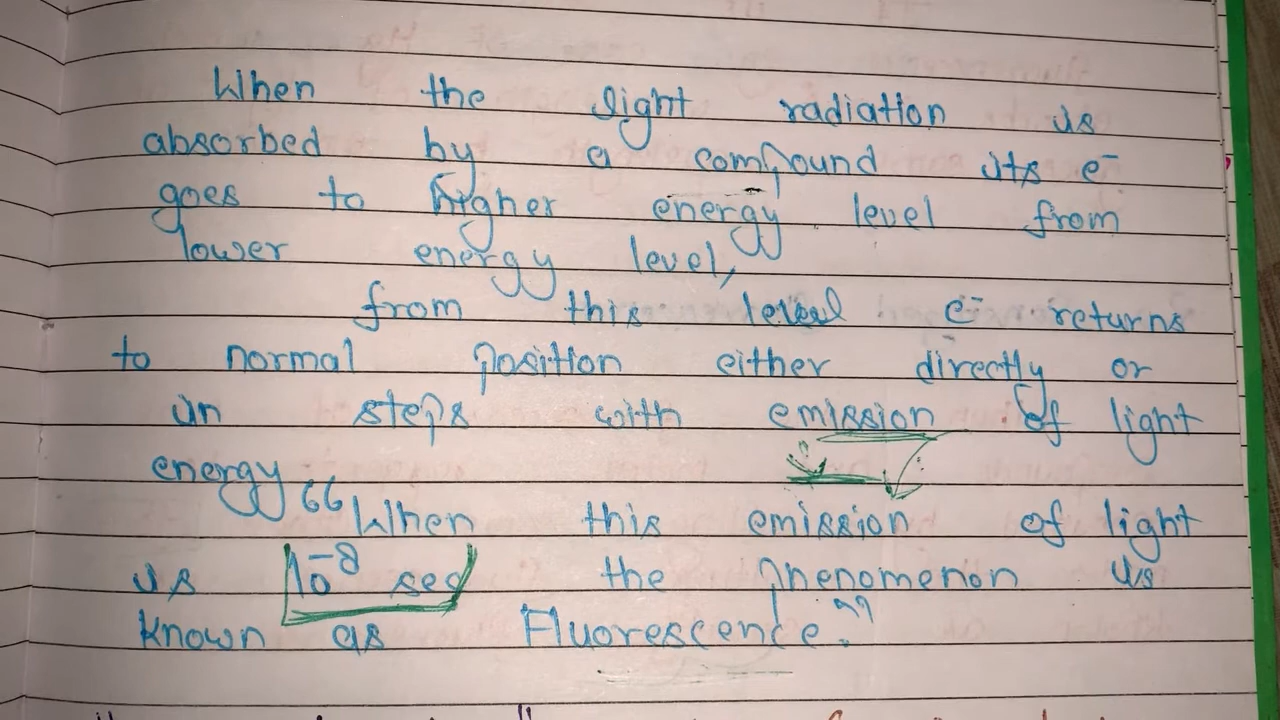 When the light radiation is
absorbed by a compound its e⁻
goes to higher energy level from
lower energy level,
from this level e⁻ returns
to normal position either directly or
in steps with emission of light
energy
“When this emission of light
is 10⁻⁸ sec the phenomenon is
known as Fluorescence.”